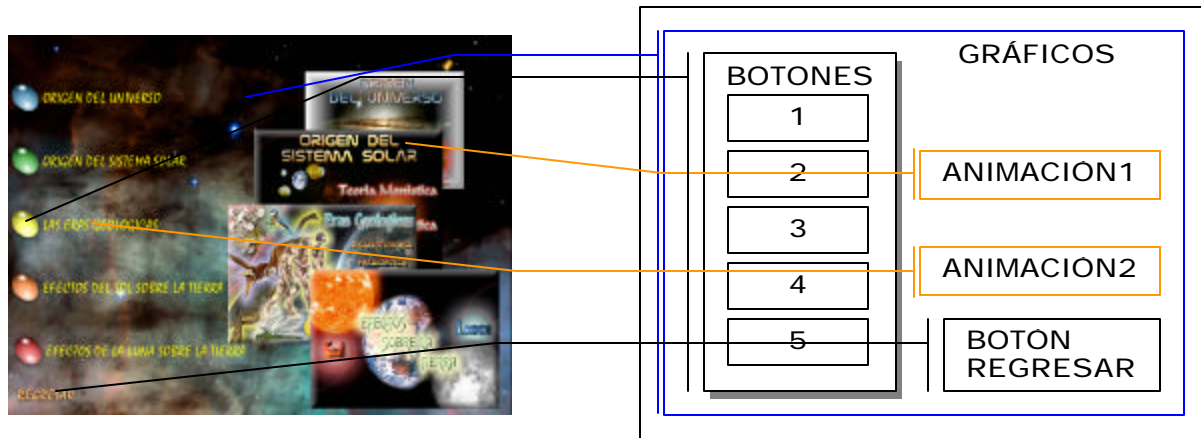 ORIGEN DEL UNIVERSO
ORIGEN DEL SISTEMA SOLAR
LAS ERAS GEOLOGICAS
EFECTOS DEL SOL SOBRE LA TIERRA
EFECTOS DE LA LUNA SOBRE LA TIERRA
REGRESAR
ORIGEN
DEL UNIVERSO
ORIGEN DEL
SISTEMA SOLAR
Teoría Monística
Eras Geológicas
EFECTOS
SOBRE LA
TIERRA
GRÁFICOS
BOTONES
1
2
3
4
5
ANIMACIÓN1
ANIMACIÓN2
BOTÓN
REGRESAR